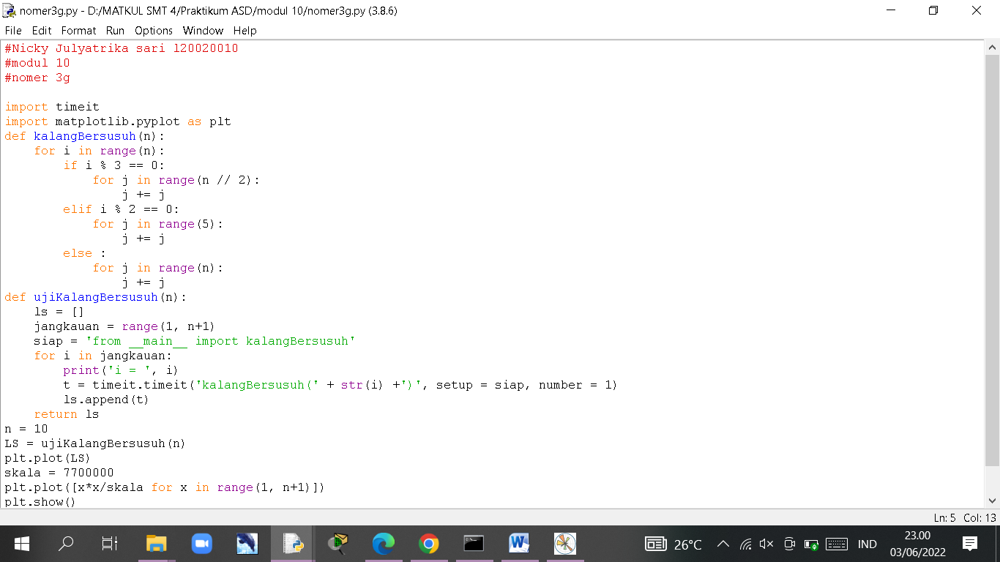 nomer3g.py - D:/MATKUL SMT 4/Praktikum ASD/modul 10/nomer3g.py (3.8.6)
File Edit Format Run Options Window Help
#Nicky Julyatrika sari l20020010
#modul 10
#nomer 3g

import timeit
import matplotlib.pyplot as plt
def kalangBersusuh(n):
    for i in range(n):
        if i % 3 == 0:
            for j in range(n // 2):
                j += j
        elif i % 2 == 0:
            for j in range(5):
                j += j
        else :
            for j in range(n):
                j += j
def ujiKalangBersusuh(n):
    ls = []
    jangkauan = range(1, n+1)
    siap = 'from __main__ import kalangBersusuh'
    for i in jangkauan:
        print('i = ', i)
        t = timeit.timeit('kalangBersusuh(' + str(i) +')', setup = siap, number = 1)
        ls.append(t)
    return ls
n = 10
LS = ujiKalangBersusuh(n)
plt.plot(LS)
skala = 7700000
plt.plot([x*x/skala for x in range(1, n+1)])
plt.show()
Ln: 5 Col: 13
26°C
IND
23.00
03/06/2022